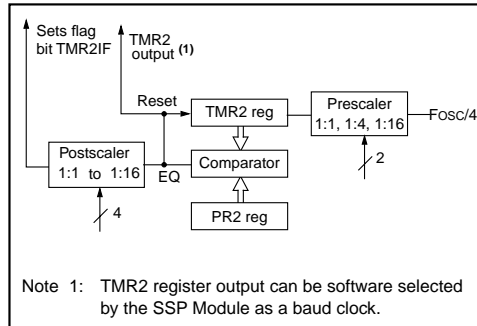 Sets flag
bit TMR2IF
TMR2
output (1)
Reset
TMR2 reg
Prescaler
1:1, 1:4, 1:16
FOSC/4
2
Postscaler
1:1 to 1:16
EQ
Comparator
4
PR2 reg
Note 1: TMR2 register output can be software selected
by the SSP Module as a baud clock.